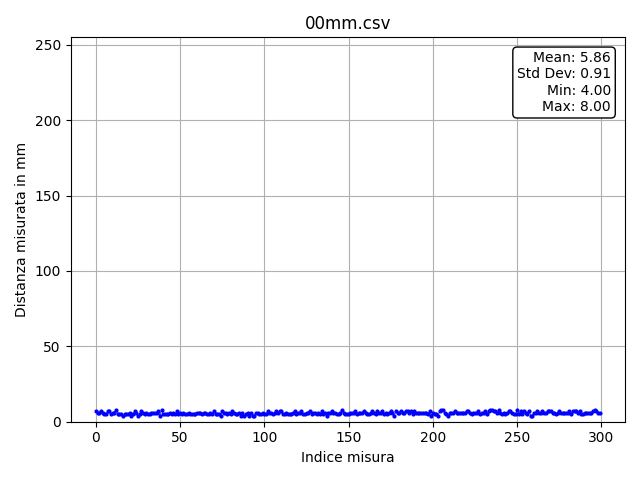 00mm.csv
Mean: 5.86
Std Dev: 0.91
Min: 4.00
Max: 8.00
250
200
150
100
50
0
Distanza misurata in mm
0 50 100 150 200 250 300
Indice misura